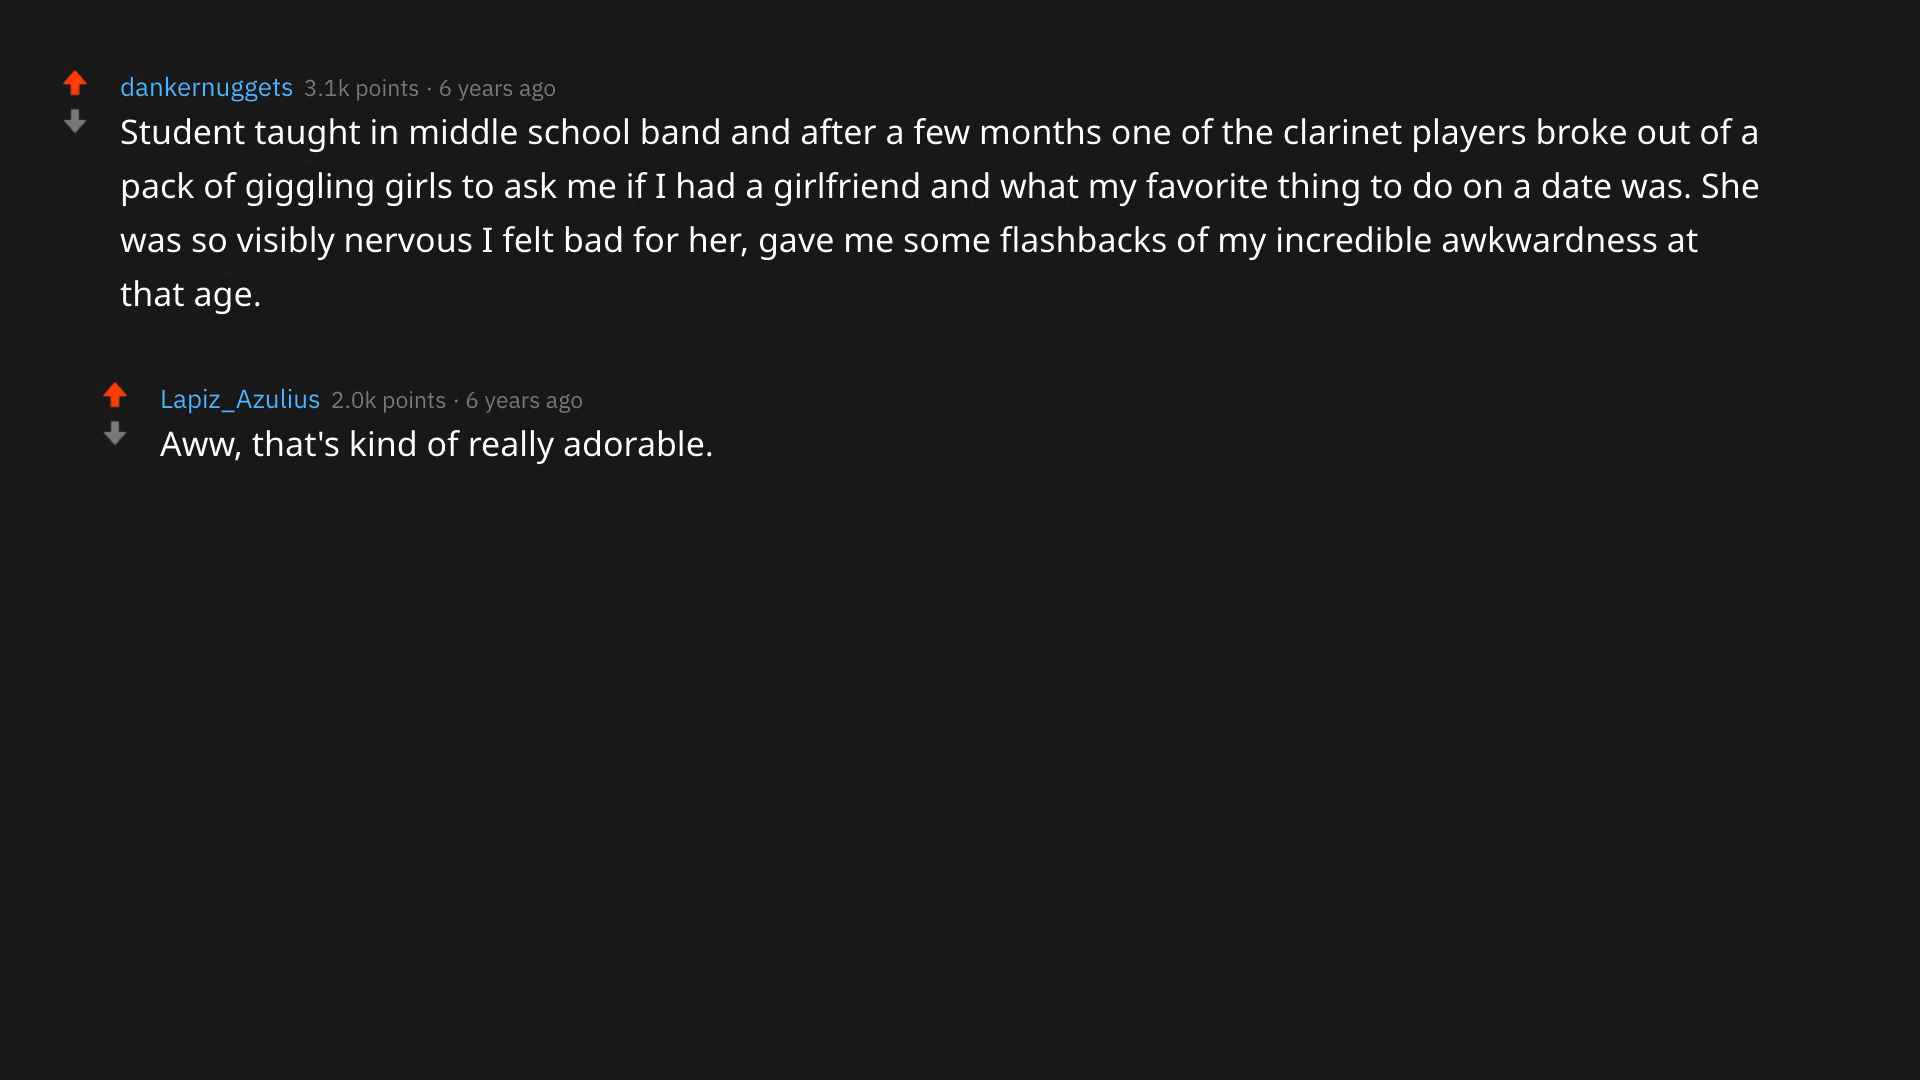 dankernuggets 3.1k points · 6 years ago
Student taught in middle school band and after a few months one of the clarinet players broke out of a
pack of giggling girls to ask me if I had a girlfriend and what my favorite thing to do on a date was. She
was so visibly nervous I felt bad for her, gave me some flashbacks of my incredible awkwardness at
that age.
Lapiz_Azulius 2.0k points · 6 years ago
Aww, that's kind of really adorable.